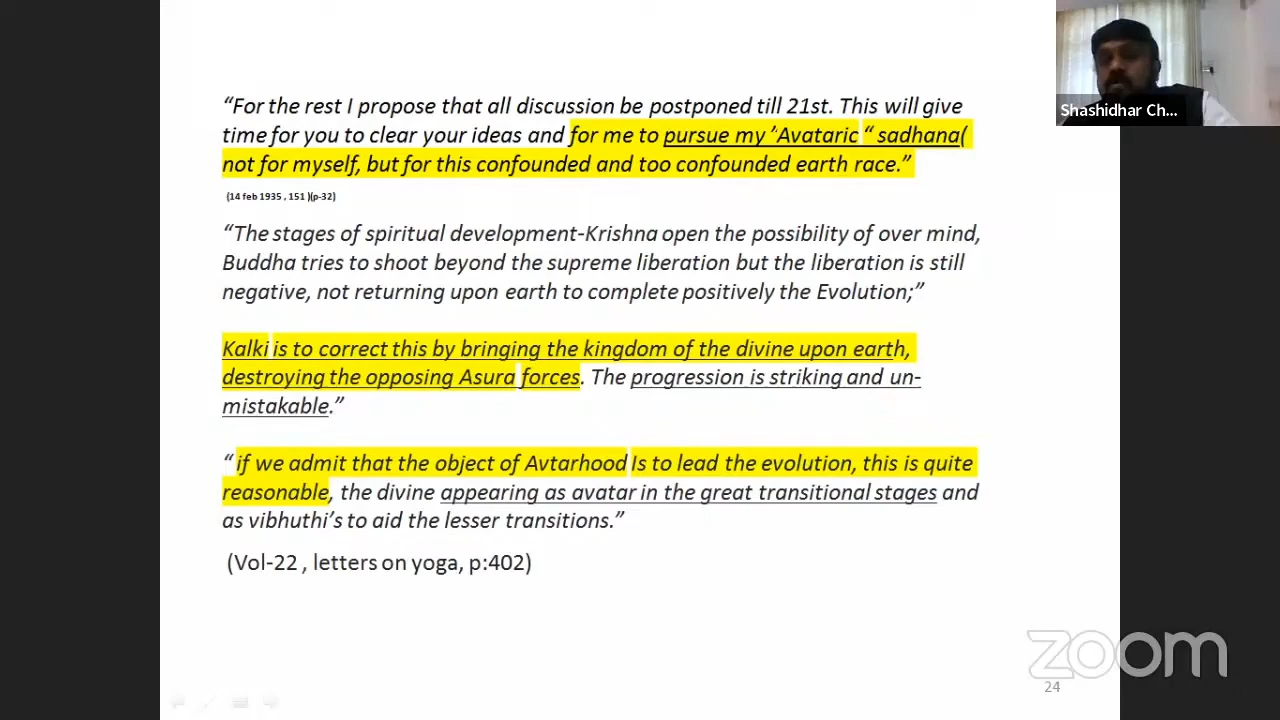 “For the rest I propose that all discussion be postponed till 21st. This will give
time for you to clear your ideas and for me to pursue my ’Avataric “ sadhana(
not for myself, but for this confounded and too confounded earth race.”
(14 feb 1935 , 151 )(p-32)
“The stages of spiritual development-Krishna open the possibility of over mind,
Buddha tries to shoot beyond the supreme liberation but the liberation is still
negative, not returning upon earth to complete positively the Evolution;”
Kalki is to correct this by bringing the kingdom of the divine upon earth,
destroying the opposing Asura forces. The progression is striking and un-
mistakable.”
“ if we admit that the object of Avtarhood Is to lead the evolution, this is quite
reasonable, the divine appearing as avatar in the great transitional stages and
as vibhuthi’s to aid the lesser transitions.”
(Vol-22 , letters on yoga, p:402)
Shashidhar Ch...
zoom
24